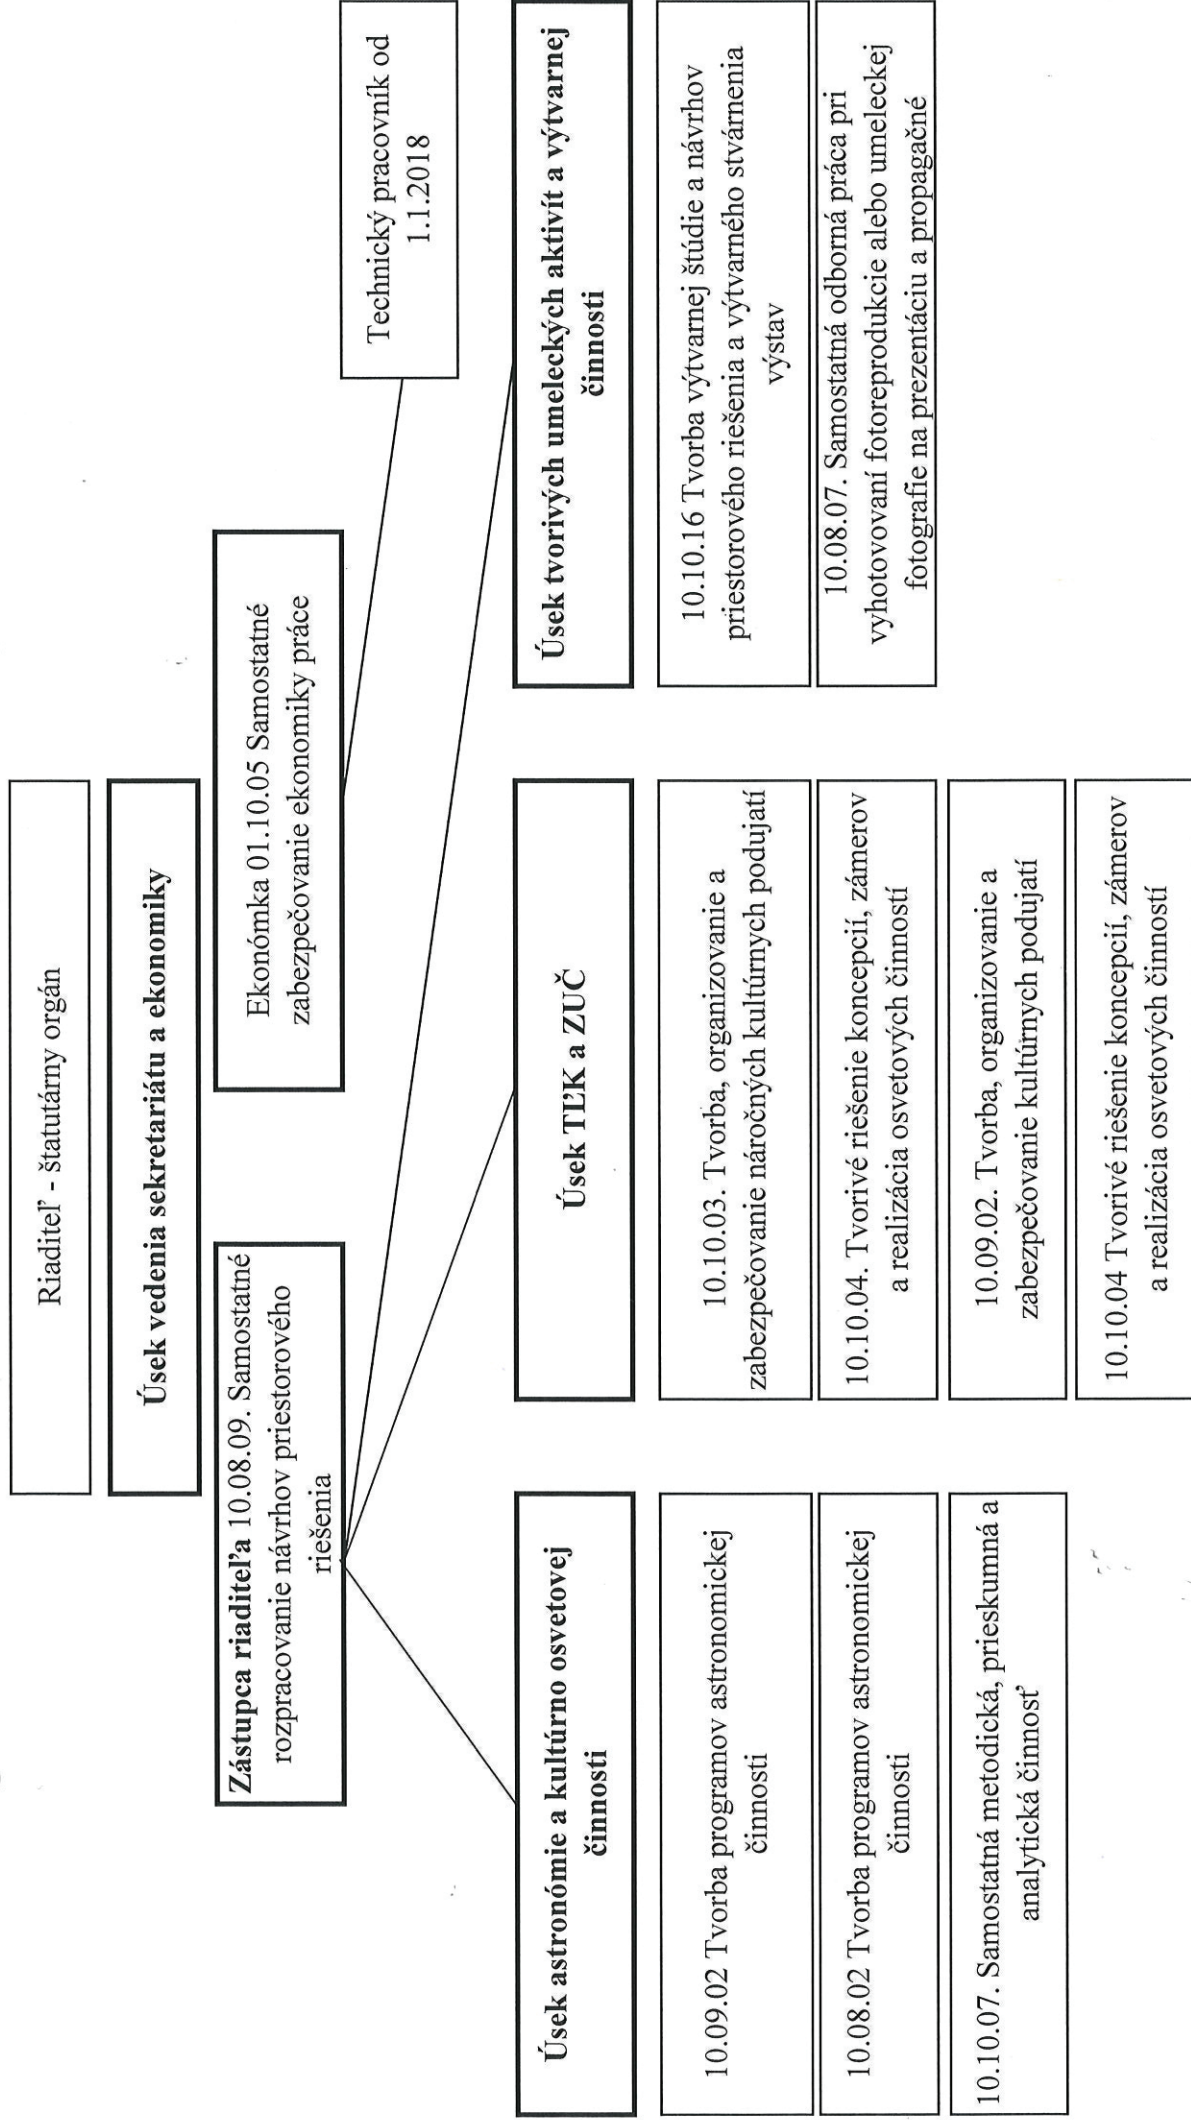 Riaditeľ - štatutárny orgán
Úsek vedenia sekretariátu a ekonomiky
Zástupca riaditeľa 10.08.09. Samostatné
rozpracovanie návrhov priestorového
riešenia
Ekonómka 01.10.05 Samostatné
zabezpečovanie ekonomiky práce
Technický pracovník od
1.1.2018
Úsek astronómie a kultúrno osvetovej
činnosti
10.09.02 Tvorba programov astronomickej
činnosti
10.08.02 Tvorba programov astronomickej
činnosti
10.10.07. Samostatná metodická, prieskumná a
analytická činnosť
Úsek TĽK a ZUČ
10.10.03. Tvorba, organizovanie a
zabezpečovanie náročných kultúrnych podujatí
10.10.04. Tvorivé riešenie koncepcií, zámerov
a realizácia osvetových činností
10.09.02. Tvorba, organizovanie a
zabezpečovanie kultúrnych podujatí
10.10.04 Tvorivé riešenie koncepcií, zámerov
a realizácia osvetových činností
Úsek tvorivých umeleckých aktivít a výtvarnej
činnosti
10.10.16 Tvorba výtvarnej štúdie a návrhov
priestorového riešenia a výtvarného stvárnenia
výstav
10.08.07. Samostatná odborná práca pri
vyhotovovaní fotoreprodukcie alebo umeleckej
fotografie na prezentáciu a propagačné